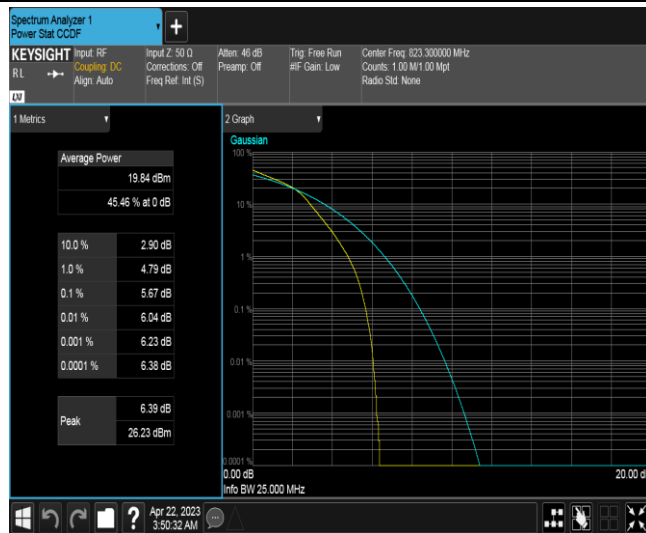 Spectrum Analyzer 1
Power Stat CCDF
+
KEYSIGHT
RL
Input: RF
Coupling: DC
Align: Auto
Input Z: 50 Ω
Corrections: Off
Freq Ref: Int (S)
Atten: 46 dB
Preamp: Off
Trig: Free Run
#IF Gain: Low
Center Freq: 823.300000 MHz
Counts: 1.00 M/1.00 Mpt
Radio Std: None
1 Metrics
Average Power
19.84 dBm
45.46 % at 0 dB
10.0 % 2.90 dB
1.0 % 4.79 dB
0.1 % 5.67 dB
0.01 % 6.04 dB
0.001 % 6.23 dB
0.0001 % 6.38 dB
Peak
6.39 dB
26.23 dBm
2 Graph
Gaussian
100 %
10 %
1 %
0.1 %
0.01 %
0.001 %
0.0001 %
0.00 dB
20.00 d
Info BW 25.000 MHz
?
Apr 22, 2023
3:50:32 AM